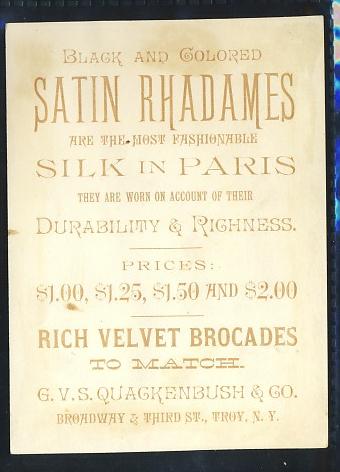 Black and Colored
SATIN RHADAMES
ARE THE MOST FASHIONABLE
SILK IN PARIS
THEY ARE WORN ON ACCOUNT OF THEIR
Durability & Richness.
PRICES:
$1.00, $1.25, $1.50 AND $2.00
RICH VELVET BROCADES
TO MATCH.
G. V. S. QUACKENBUSH & CO.
BROADWAY & THIRD ST., TROY, N. Y.